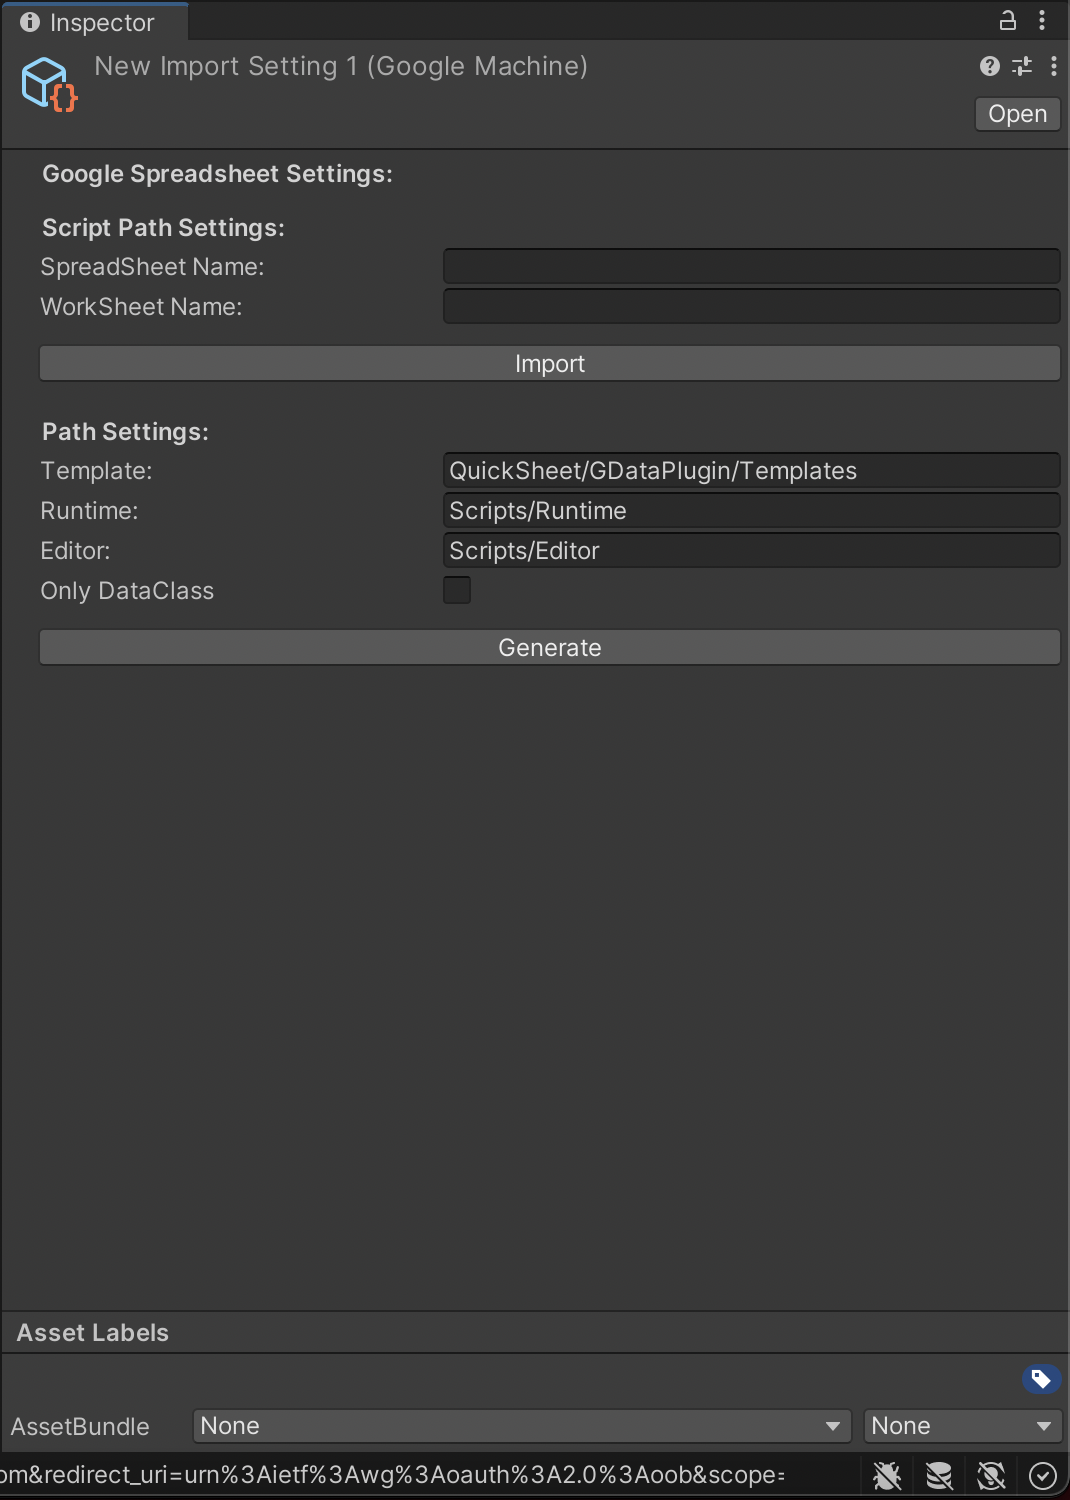 Inspector
New Import Setting 1 (Google Machine)
Open
Google Spreadsheet Settings:
Script Path Settings:
SpreadSheet Name:
WorkSheet Name:
Import
Path Settings:
Template: QuickSheet/GDataPlugin/Templates
Runtime: Scripts/Runtime
Editor: Scripts/Editor
Only DataClass
Generate
Asset Labels
AssetBundle None None
om&redirect_uri=urn%3Aietf%3Awg%3Aoauth%3A2.0%3Aoob&scope=